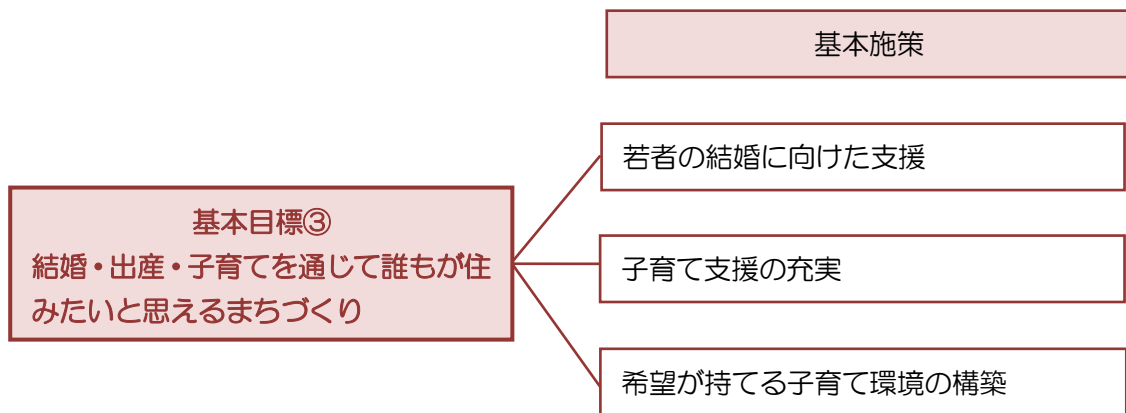 基本施策
若者の結婚に向けた支援
基本目標③
結婚・出産・子育てを通じて誰もが住
みたいと思えるまちづくり
子育て支援の充実
希望が持てる子育て環境の構築